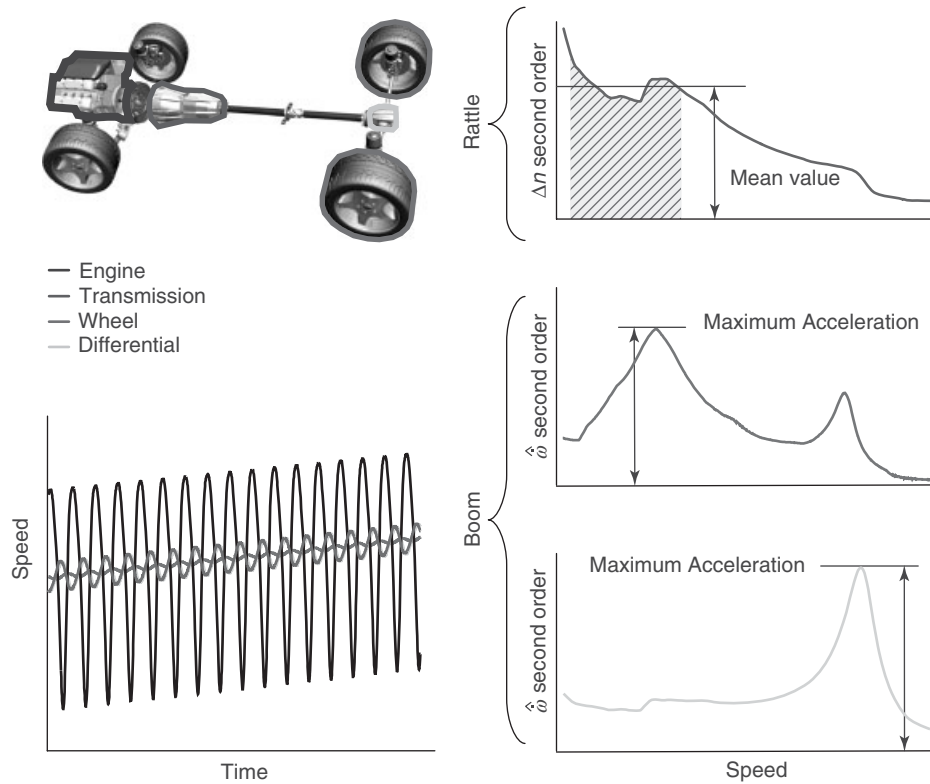 Engine
Transmission
Wheel
Differential
Speed
Time
Rattle
Δn second order
Mean value
Boom
ω̂̇ second order
Maximum Acceleration
ω̂̇ second order
Maximum Acceleration
Speed